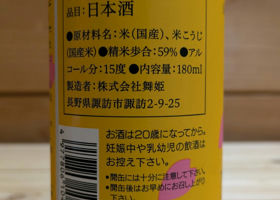 品目：日本酒
●原材料名：米（国産）、米こうじ
（国産米）●精米歩合：59％●アル
コール分：15度●内容量：180ml
製造者：株式会社舞姫
長野県諏訪市諏訪2-9-25
お酒は20歳になってから。
妊娠中や乳幼児の飲酒は
お控え下さい。
●開缶には十分に注意して下さい。
●開缶後はお早めにお召し上がり
下さい。